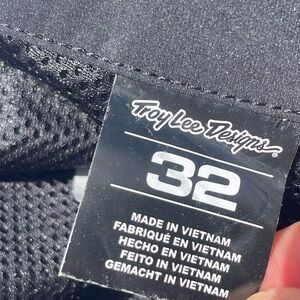 Troy Lee Designs®
32
MADE IN VIETNAM
FABRIQUÉ EN VIETNAM
HECHO EN VIETNAM
FEITO IN VIETNAM
GEMACHT IN VIETNAM